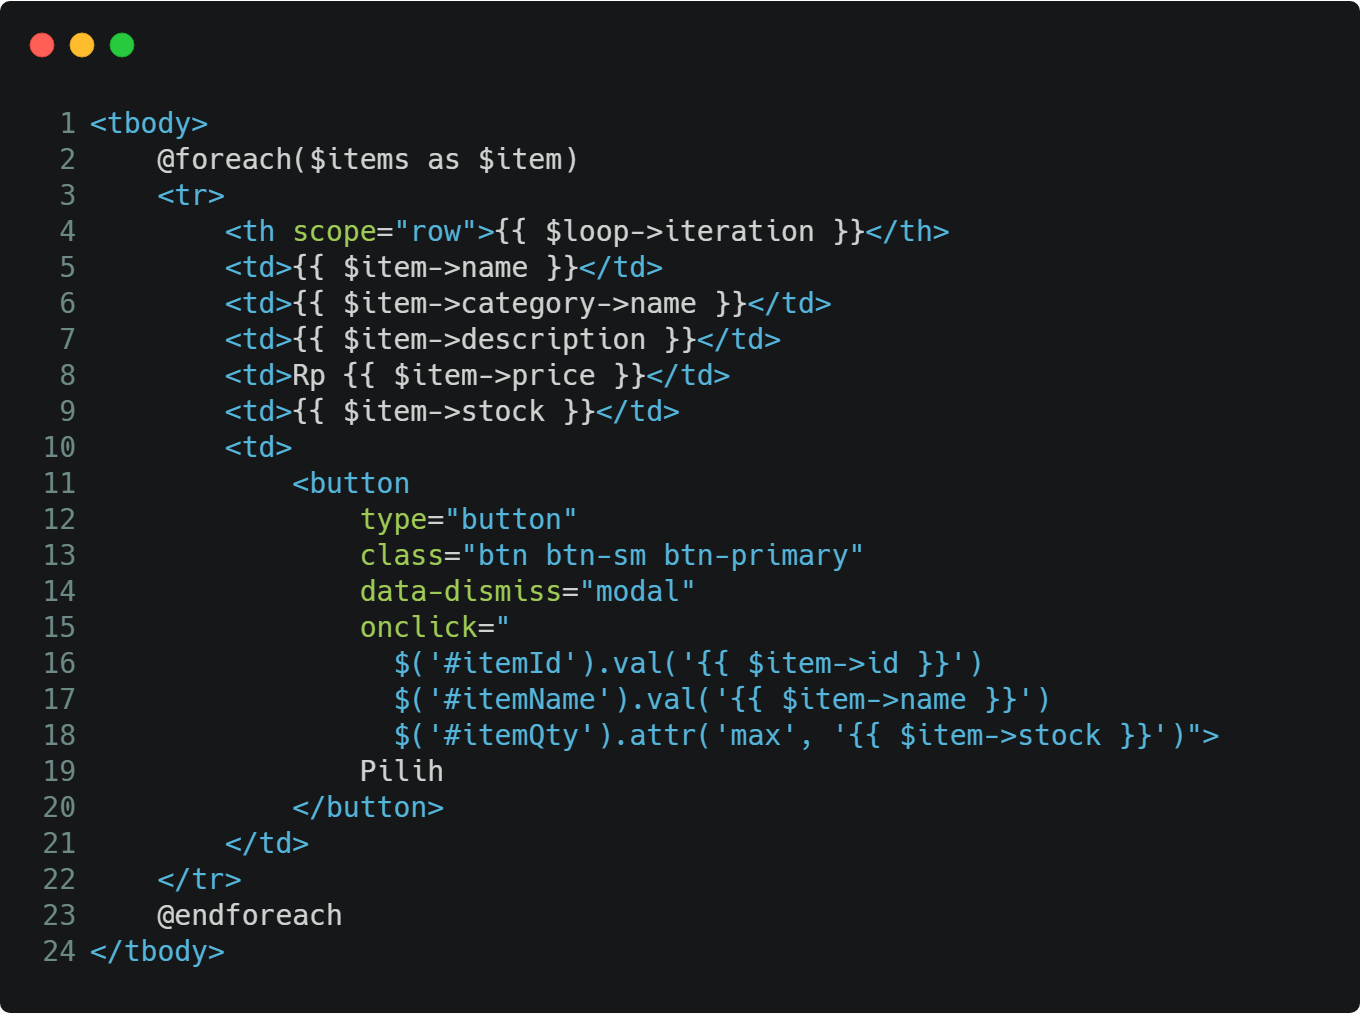 1 <tbody>
2     @foreach($items as $item)
3     <tr>
4         <th scope="row">{{ $loop->iteration }}</th>
5         <td>{{ $item->name }}</td>
6         <td>{{ $item->category->name }}</td>
7         <td>{{ $item->description }}</td>
8         <td>Rp {{ $item->price }}</td>
9         <td>{{ $item->stock }}</td>
10         <td>
11             <button
12                 type="button"
13                 class="btn btn-sm btn-primary"
14                 data-dismiss="modal"
15                 onclick="
16                   $('#itemId').val('{{ $item->id }}')
17                   $('#itemName').val('{{ $item->name }}')
18                   $('#itemQty').attr('max', '{{ $item->stock }}')">
19                 Pilih
20             </button>
21         </td>
22     </tr>
23     @endforeach
24 </tbody>